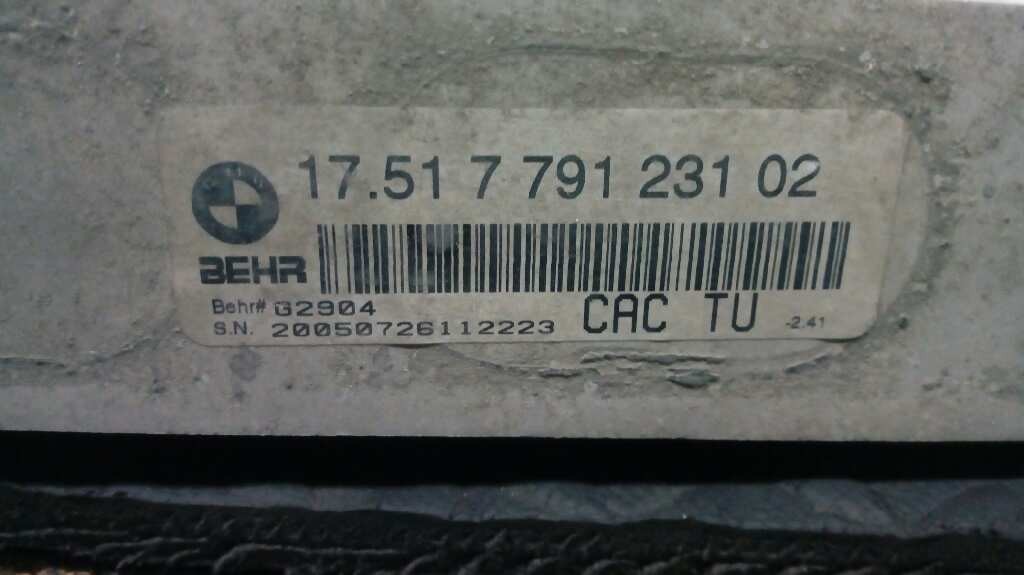 17.51 7 791 231 02
BEHR
Behr# G2904
S.N. 20050726112223
CAC TU
-2.41